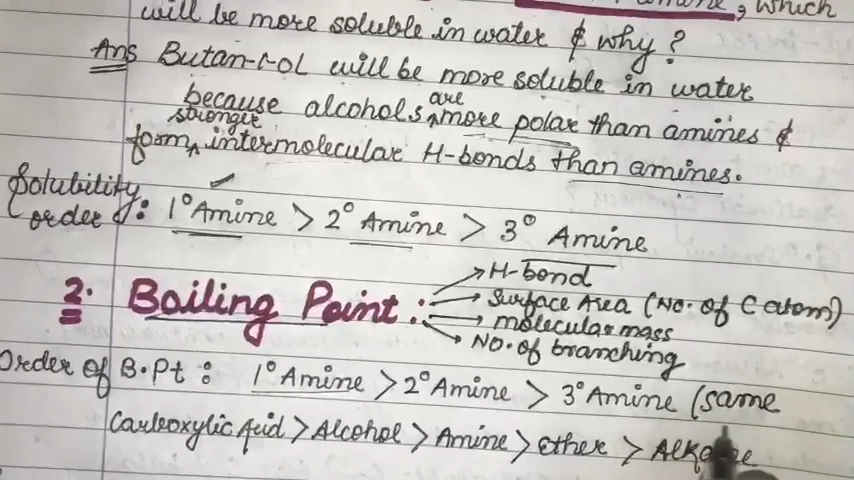 amine, which
will be more soluble in water & why?
Ans Butan-1-OL will be more soluble in water
because alcohols are more polar than amines &
form stronger intermolecular H-bonds than amines.
Solubility order: 1° Amine > 2° Amine > 3° Amine
2. Boiling Point:
H-bond
Surface Area (No. of C atom)
molecular mass
No. of branching
Order of B.Pt: 1° Amine > 2° Amine > 3° Amine (same
Carboxylic Acid > Alcohol > Amine > Ether >